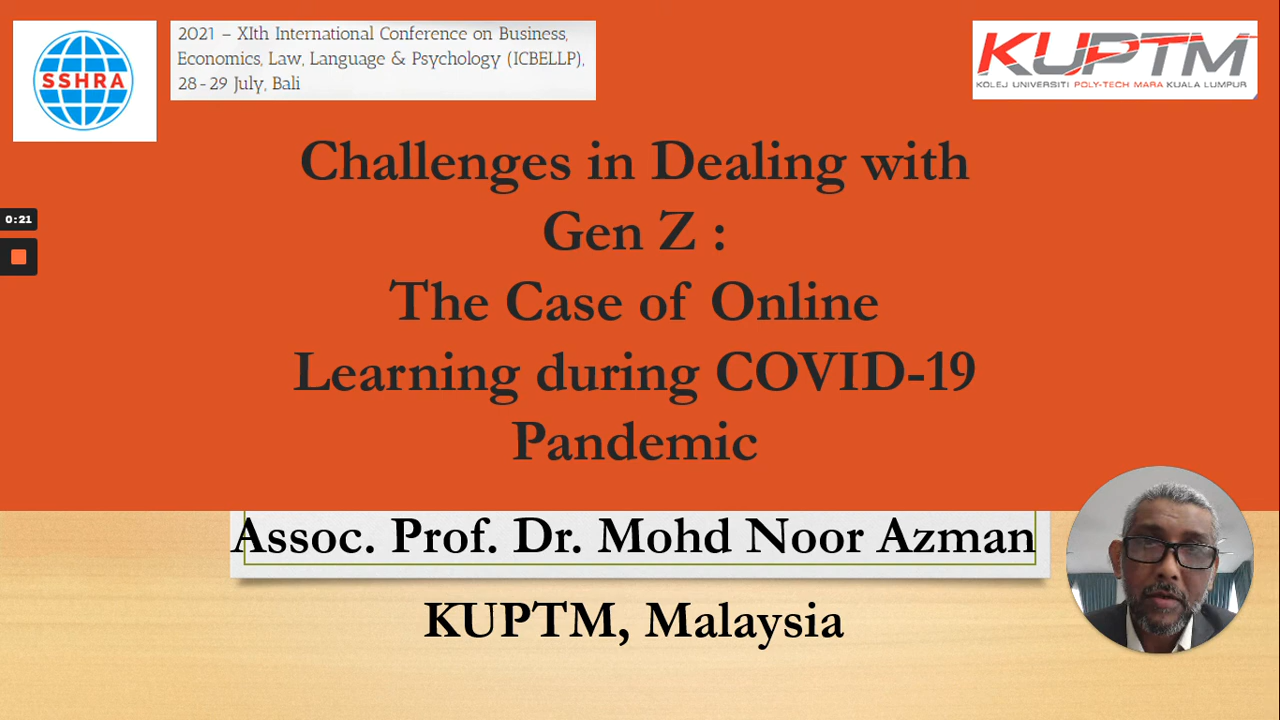 SSHRA
2021 – XIth International Conference on Business,
Economics, Law, Language & Psychology (ICBELLP),
28-29 July, Bali
KUPTM
KOLEJ UNIVERSITI POLY-TECH MARA KUALA LUMPUR
Challenges in Dealing with
Gen Z :
The Case of Online
Learning during COVID-19
Pandemic
0:21
Assoc. Prof. Dr. Mohd Noor Azman
KUPTM, Malaysia